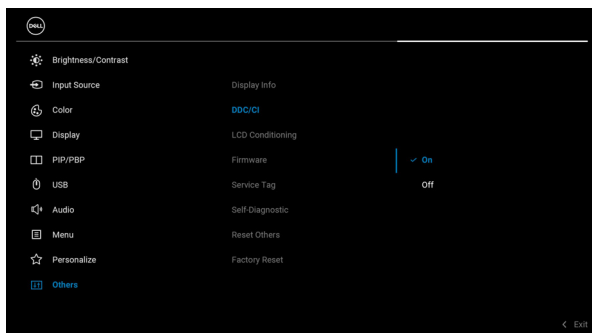 DELL
Brightness/Contrast
Input Source
Color
Display
PIP/PBP
USB
Audio
Menu
Personalize
Others
Display Info
DDC/CI
LCD Conditioning
Firmware
Service Tag
Self-Diagnostic
Reset Others
Factory Reset
On
Off
Exit